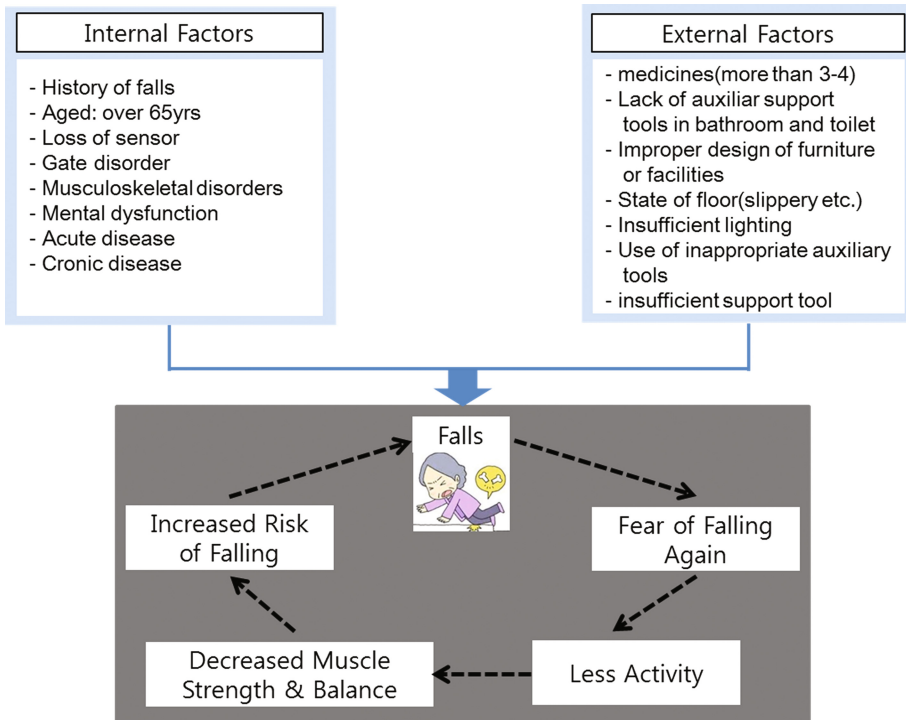 Internal Factors
- History of falls
- Aged: over 65yrs
- Loss of sensor
- Gate disorder
- Musculoskeletal disorders
- Mental dysfunction
- Acute disease
- Cronic disease
External Factors
- medicines(more than 3-4)
- Lack of auxiliar support
tools in bathroom and toilet
- Improper design of furniture
or facilities
- State of floor(slippery etc.)
- Insufficient lighting
- Use of inappropriate auxiliary
tools
- insufficient support tool
Falls
Fear of Falling
Again
Less Activity
Decreased Muscle
Strength & Balance
Increased Risk
of Falling